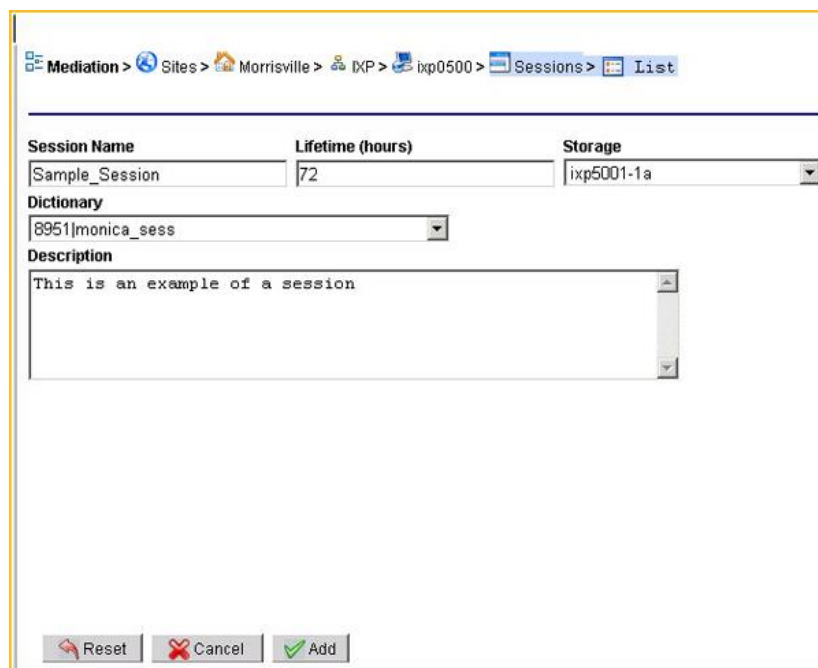 Mediation > Sites > Morrisville > IXP > ixp0500 > Sessions > List
Session Name Lifetime (hours) Storage
Sample_Session 72 ixp5001-1a
Dictionary
8951|monica_sess
Description
This is an example of a session
Reset Cancel Add